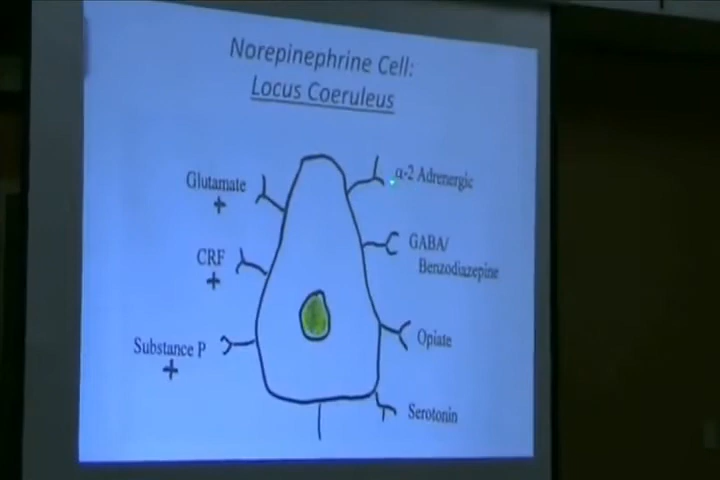 Norepinephrine Cell:
Locus Coeruleus
Glutamate
+
α-2 Adrenergic
CRF
+
GABA/
Benzodiazepine
Substance P
+
Opiate
Serotonin